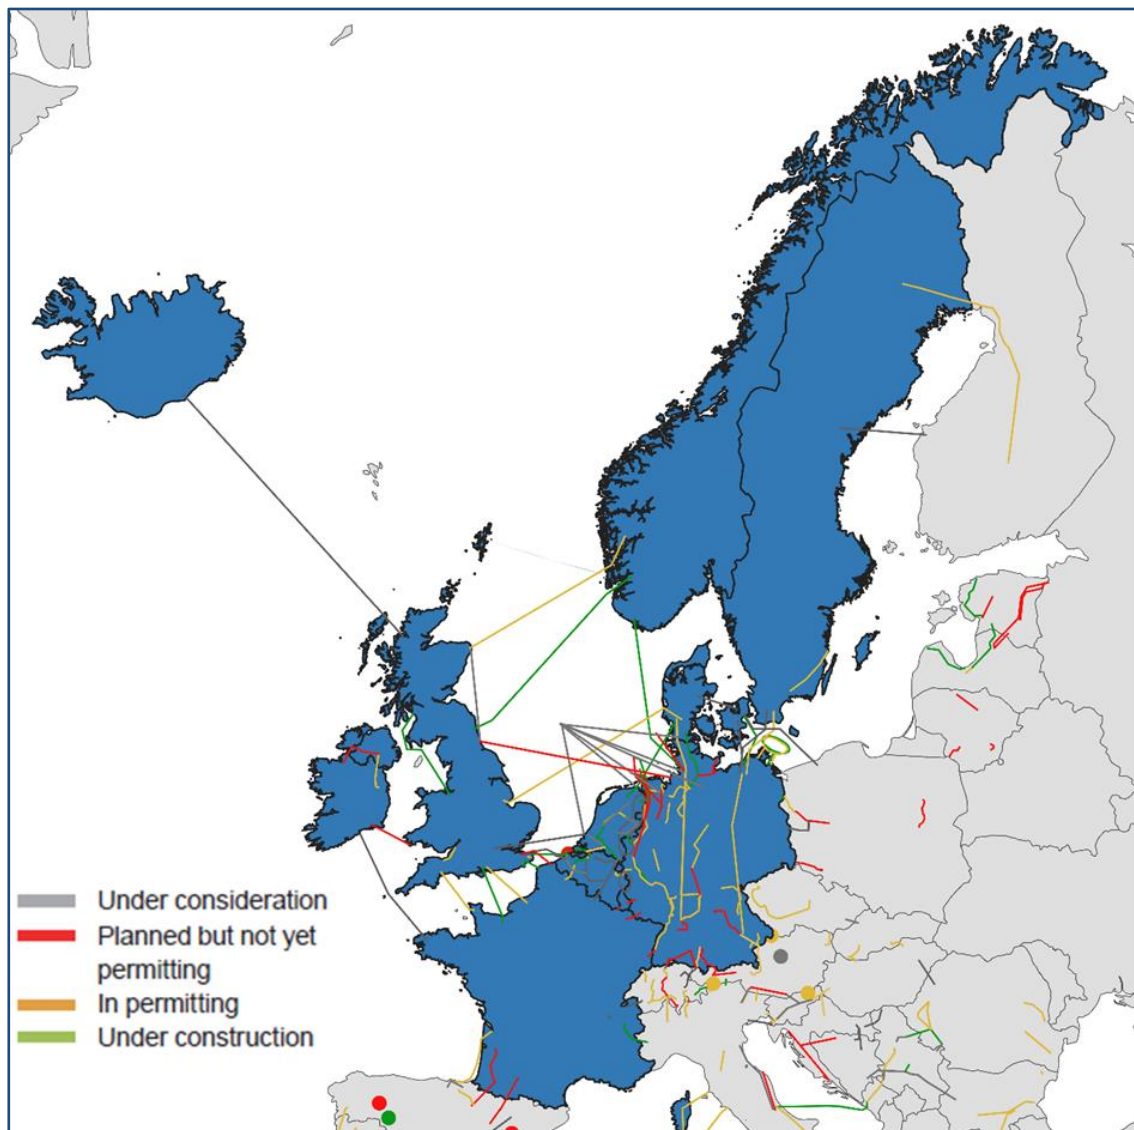 Under consideration
Planned but not yet
permitting
In permitting
Under construction